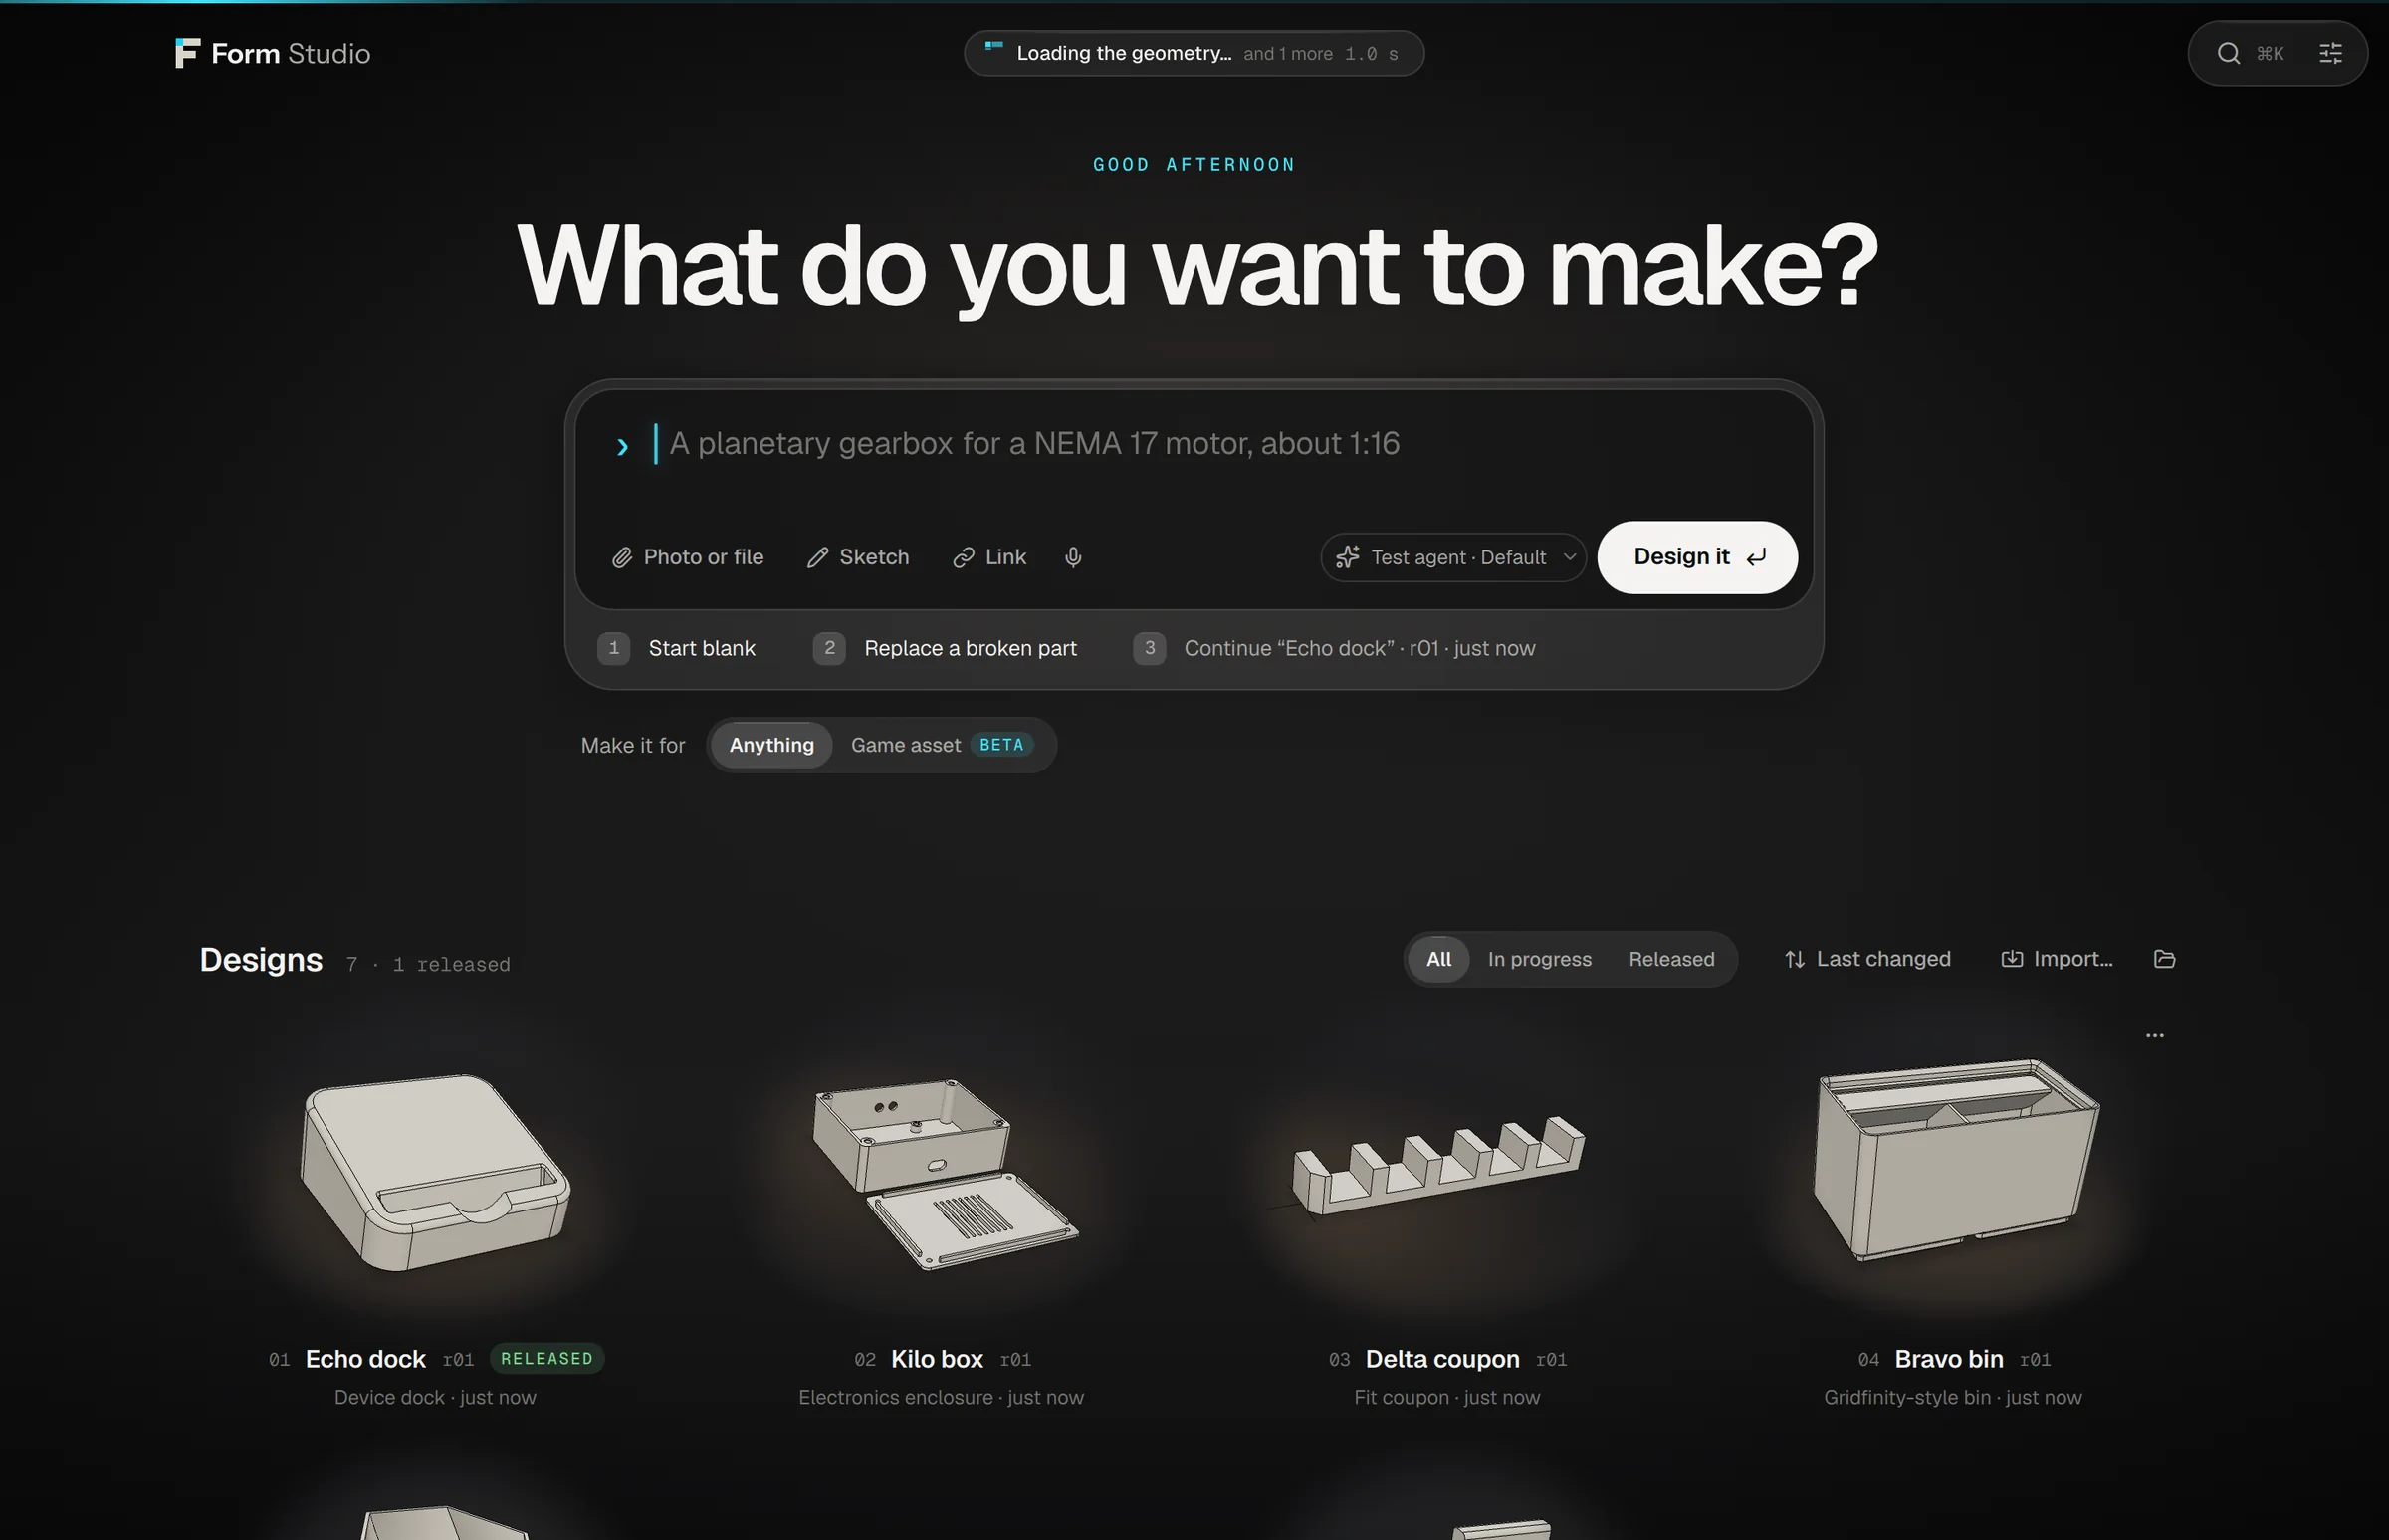 Form Studio
Loading the geometry… and 1 more 1.0 s
⌘K
GOOD AFTERNOON
What do you want to make?
› A planetary gearbox for a NEMA 17 motor, about 1:16
Photo or file Sketch Link Test agent · Default Design it
1 Start blank 2 Replace a broken part 3 Continue “Echo dock” · r01 · just now
Make it for Anything Game asset BETA
Designs 7 · 1 released All In progress Released Last changed Import…
01 Echo dock r01 RELEASED
Device dock · just now
02 Kilo box r01
Electronics enclosure · just now
03 Delta coupon r01
Fit coupon · just now
04 Bravo bin r01
Gridfinity-style bin · just now